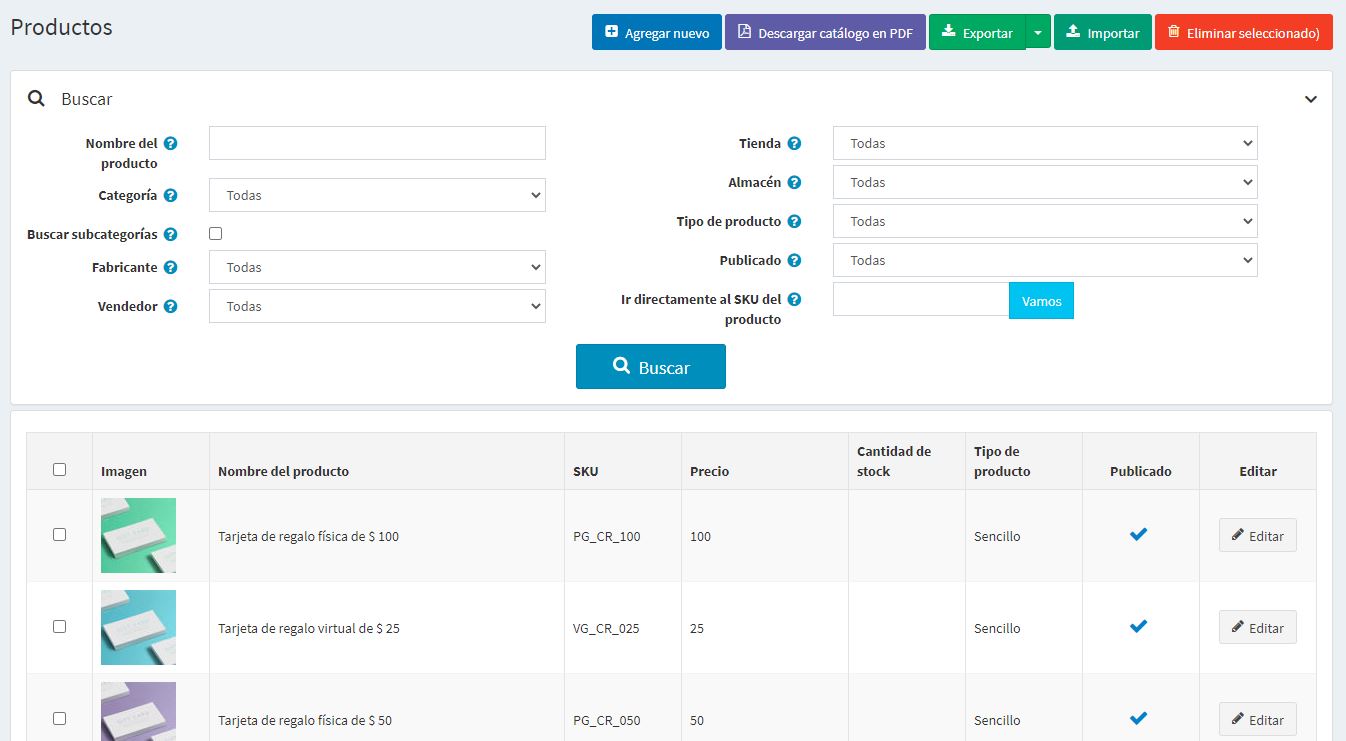 Productos
Agregar nuevo
Descargar catálogo en PDF
Exportar
Importar
Eliminar seleccionado)
Buscar
Nombre del
producto
Categoría
Todas
Buscar subcategorías
Fabricante
Todas
Vendedor
Todas
Tienda
Todas
Almacén
Todas
Tipo de producto
Todas
Publicado
Todas
Ir directamente al SKU del
producto
Vamos
Buscar
Imagen
Nombre del producto
SKU
Precio
Cantidad de
stock
Tipo de
producto
Publicado
Editar
Tarjeta de regalo física de $ 100
PG_CR_100
100
Sencillo
Editar
Tarjeta de regalo virtual de $ 25
VG_CR_025
25
Sencillo
Editar
Tarjeta de regalo física de $ 50
PG_CR_050
50
Sencillo
Editar